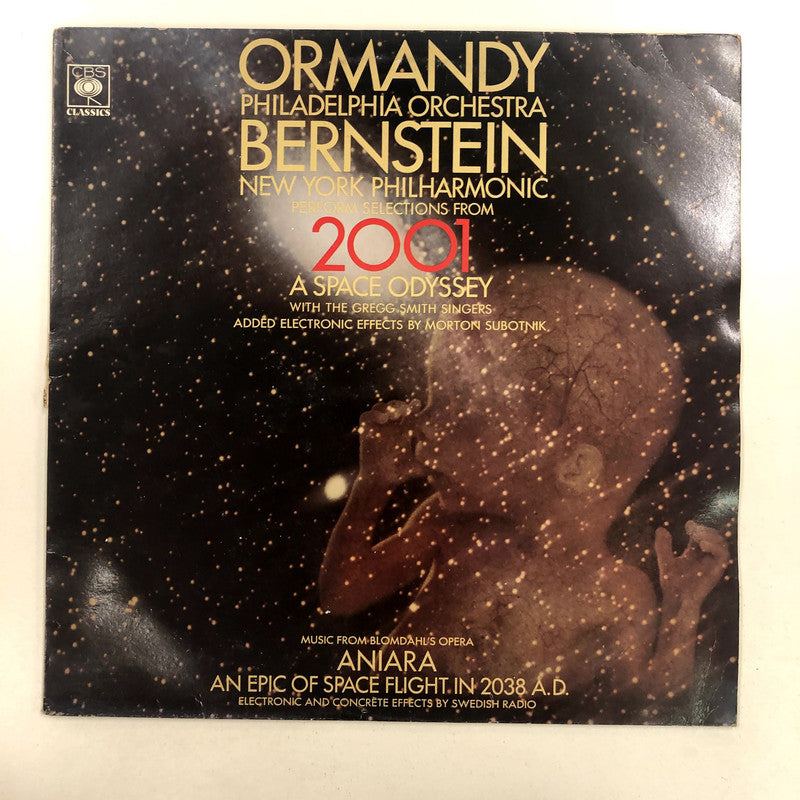 CBS
CLASSICS
ORMANDY
PHILADELPHIA ORCHESTRA
BERNSTEIN
NEW YORK PHILHARMONIC
PERFORM SELECTIONS FROM
2001
A SPACE ODYSSEY
WITH THE GREGG SMITH SINGERS
ADDED ELECTRONIC EFFECTS BY MORTON SUBOTNIK.
MUSIC FROM BLOMDAHL'S OPERA
ANIARA
AN EPIC OF SPACE FLIGHT IN 2038 A.D.
ELECTRONIC AND CONCRETE EFFECTS BY SWEDISH RADIO